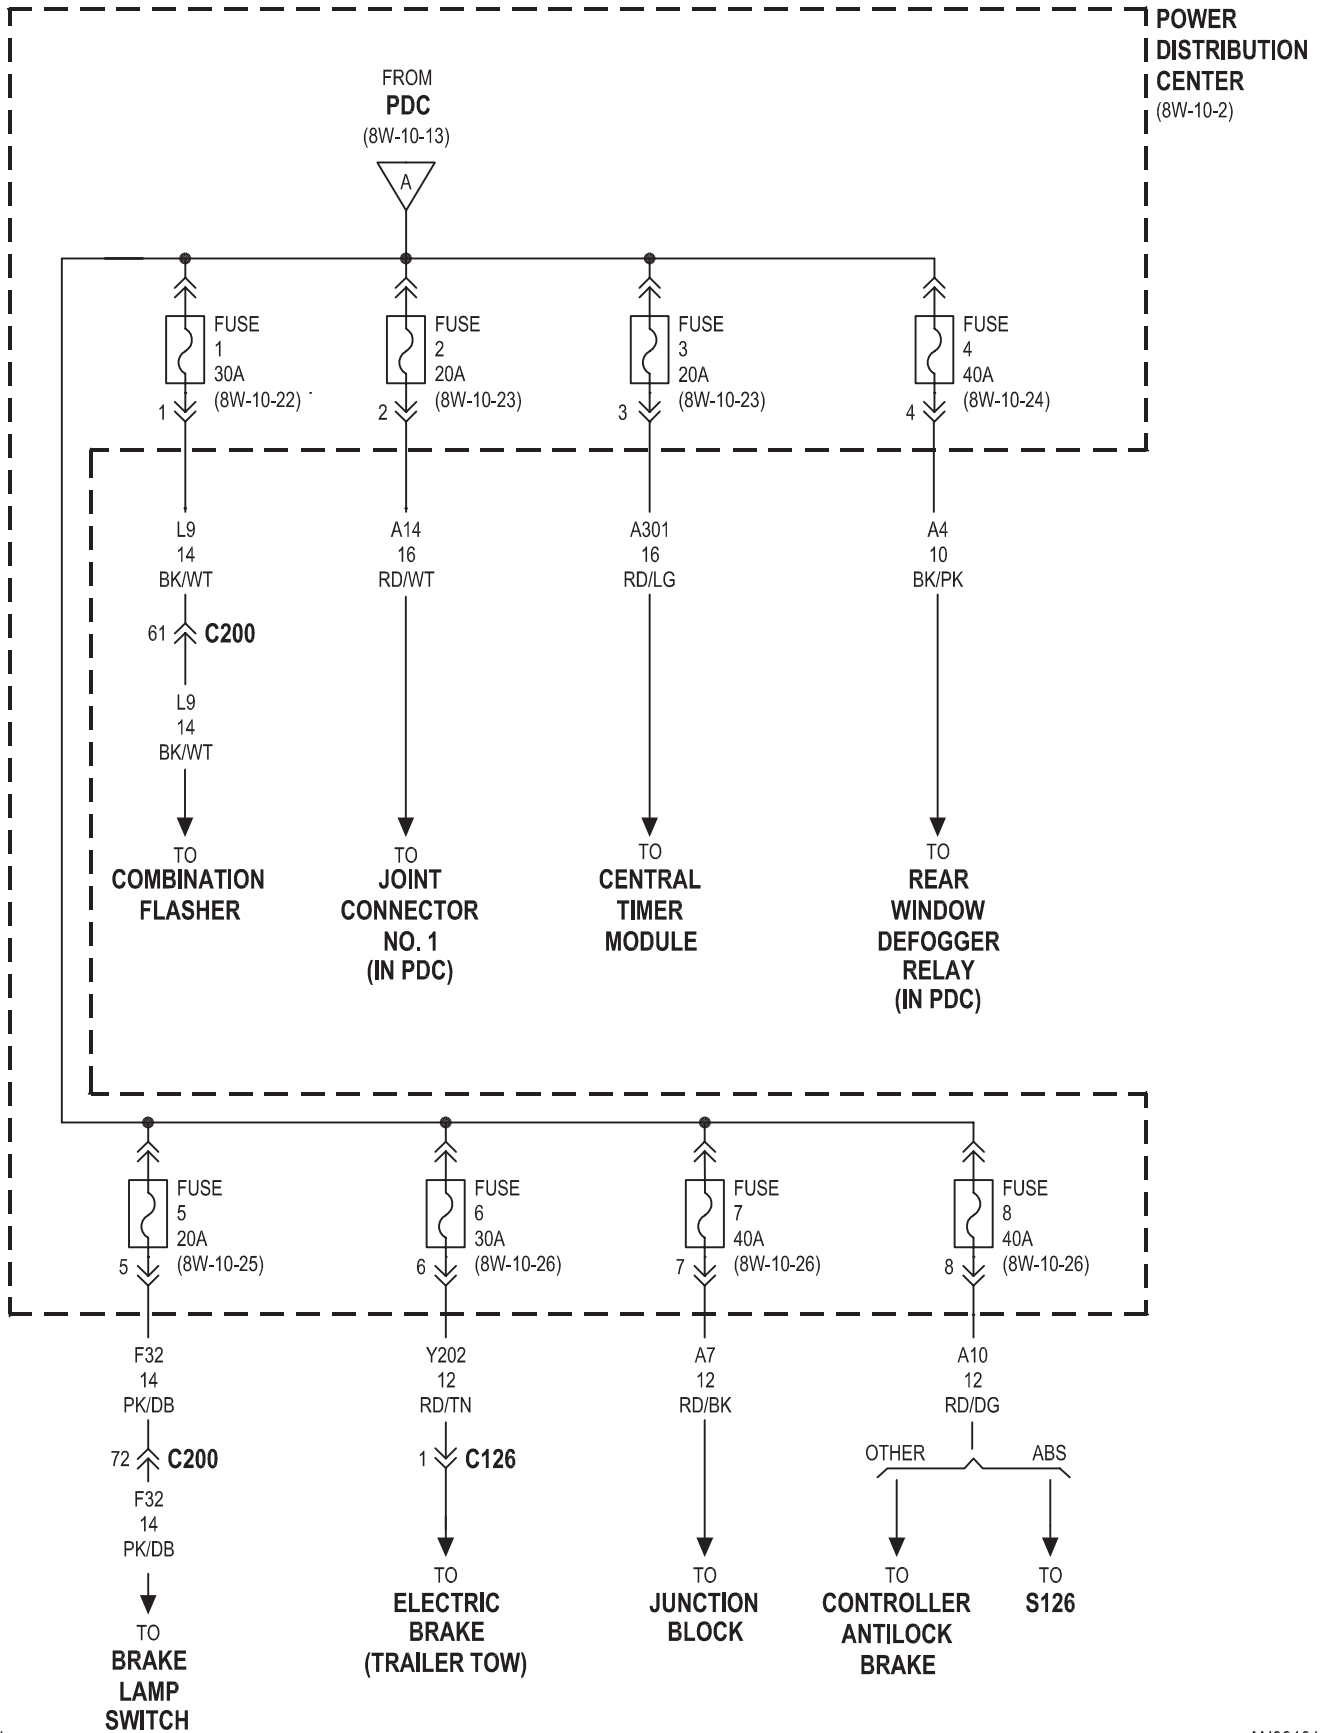 POWER
DISTRIBUTION
CENTER
(8W-10-2)
FROM
PDC
(8W-10-13)
A
FUSE
1
30A
(8W-10-22)
1
FUSE
2
20A
(8W-10-23)
2
FUSE
3
20A
(8W-10-23)
3
FUSE
4
40A
(8W-10-24)
4
L9
14
BK/WT
61 C200
L9
14
BK/WT
TO
COMBINATION
FLASHER
A14
16
RD/WT
TO
JOINT
CONNECTOR
NO. 1
(IN PDC)
A301
16
RD/LG
TO
CENTRAL
TIMER
MODULE
A4
10
BK/PK
TO
REAR
WINDOW
DEFOGGER
RELAY
(IN PDC)
FUSE
5
20A
(8W-10-25)
5
FUSE
6
30A
(8W-10-26)
6
FUSE
7
40A
(8W-10-26)
7
FUSE
8
40A
(8W-10-26)
8
F32
14
PK/DB
72 C200
F32
14
PK/DB
TO
BRAKE
LAMP
SWITCH
Y202
12
RD/TN
1 C126
TO
ELECTRIC
BRAKE
(TRAILER TOW)
A7
12
RD/BK
TO
JUNCTION
BLOCK
A10
12
RD/DG
OTHER
ABS
TO
CONTROLLER
ANTILOCK
BRAKE
TO
S126